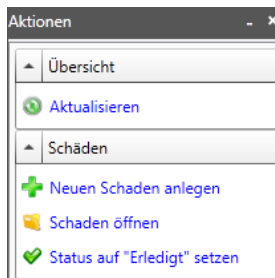 Aktionen
Übersicht
Aktualisieren
Schäden
Neuen Schaden anlegen
Schaden öffnen
Status auf "Erledigt" setzen